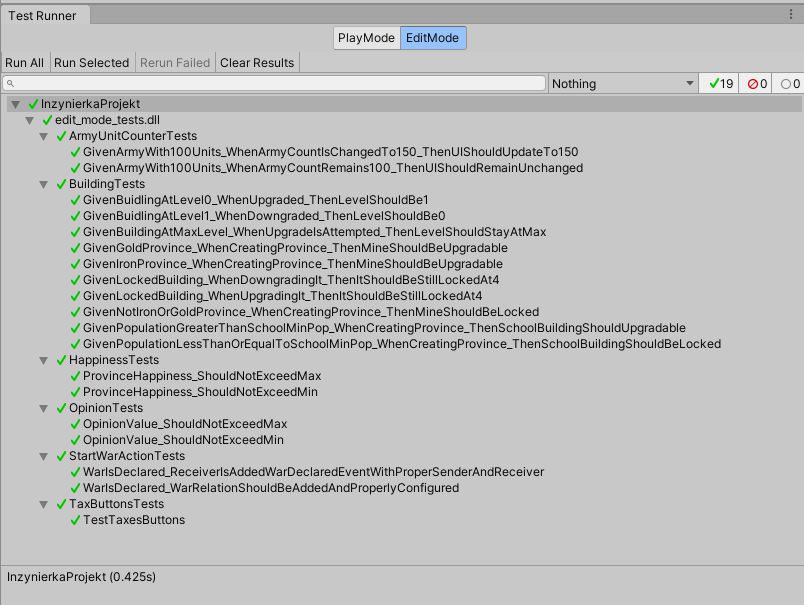 Test Runner
PlayMode EditMode
Run All Run Selected Rerun Failed Clear Results
Nothing 19 0 0
InzynierkaProjekt
edit_mode_tests.dll
ArmyUnitCounterTests
GivenArmyWith100Units_WhenArmyCountIsChangedTo150_ThenUIShouldUpdateTo150
GivenArmyWith100Units_WhenArmyCountRemains100_ThenUIShouldRemainUnchanged
BuildingTests
GivenBuidlingAtLevel0_WhenUpgraded_ThenLevelShouldBe1
GivenBuidlingAtLevel1_WhenDowngraded_ThenLevelShouldBe0
GivenBuildingAtMaxLevel_WhenUpgradeIsAttempted_ThenLevelShouldStayAtMax
GivenGoldProvince_WhenCreatingProvince_ThenMineShouldBeUpgradable
GivenIronProvince_WhenCreatingProvince_ThenMineShouldBeUpgradable
GivenLockedBuilding_WhenDowngradingIt_ThenItShouldBeStillLockedAt4
GivenLockedBuilding_WhenUpgradingIt_ThenItShouldBeStillLockedAt4
GivenNotIronOrGoldProvince_WhenCreatingProvince_ThenMineShouldBeLocked
GivenPopulationGreaterThanSchoolMinPop_WhenCreatingProvince_ThenSchoolBuildingShouldUpgradable
GivenPopulationLessThanOrEqualToSchoolMinPop_WhenCreatingProvince_ThenSchoolBuildingShouldBeLocked
HappinessTests
ProvinceHappiness_ShouldNotExceedMax
ProvinceHappiness_ShouldNotExceedMin
OpinionTests
OpinionValue_ShouldNotExceedMax
OpinionValue_ShouldNotExceedMin
StartWarActionTests
WarIsDeclared_ReceiverIsAddedWarDeclaredEventWithProperSenderAndReceiver
WarIsDeclared_WarRelationShouldBeAddedAndProperlyConfigured
TaxButtonsTests
TestTaxesButtons
InzynierkaProjekt (0.425s)